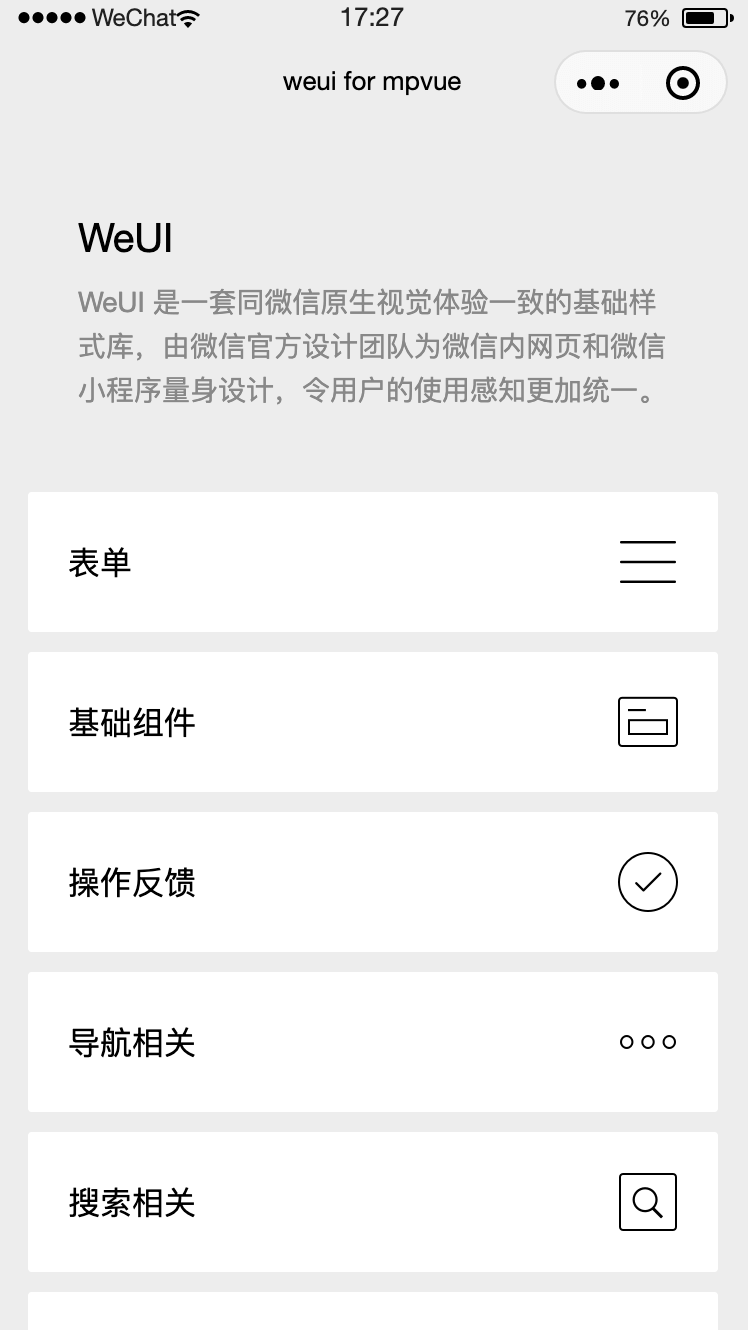 WeChat 17:27 76%
weui for mpvue
WeUI
WeUI 是一套同微信原生视觉体验一致的基础样
式库，由微信官方设计团队为微信内网页和微信
小程序量身设计，令用户的使用感知更加统一。
表单
基础组件
操作反馈
导航相关
搜索相关